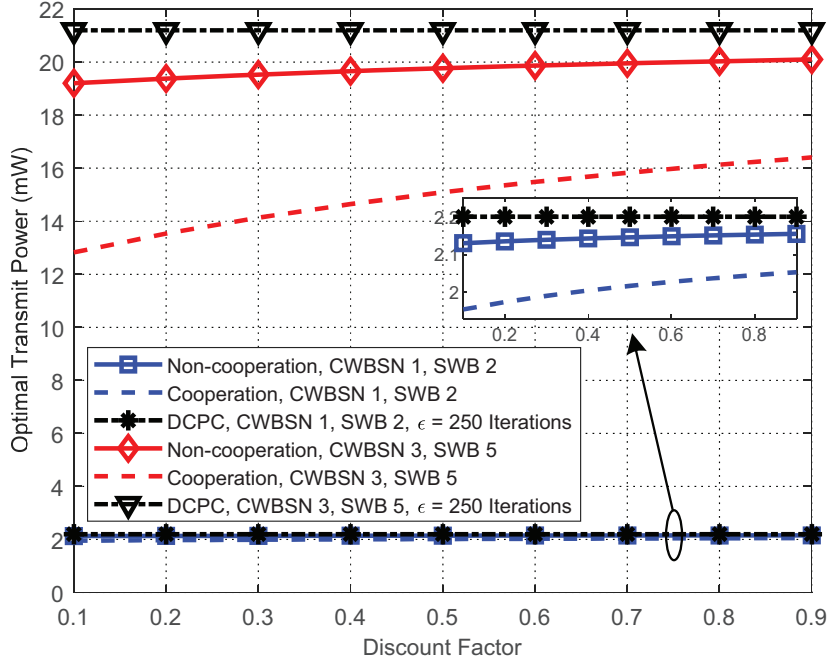 22
20
18
16
14
12
10
8
6
4
2
0
Optimal Transmit Power (mW)
2.2
2.1
2
0.2 0.4 0.6 0.8
Non-cooperation, CWBSN 1, SWB 2
Cooperation, CWBSN 1, SWB 2
DCPC, CWBSN 1, SWB 2, ϵ = 250 Iterations
Non-cooperation, CWBSN 3, SWB 5
Cooperation, CWBSN 3, SWB 5
DCPC, CWBSN 3, SWB 5, ϵ = 250 Iterations
0.1 0.2 0.3 0.4 0.5 0.6 0.7 0.8 0.9
Discount Factor